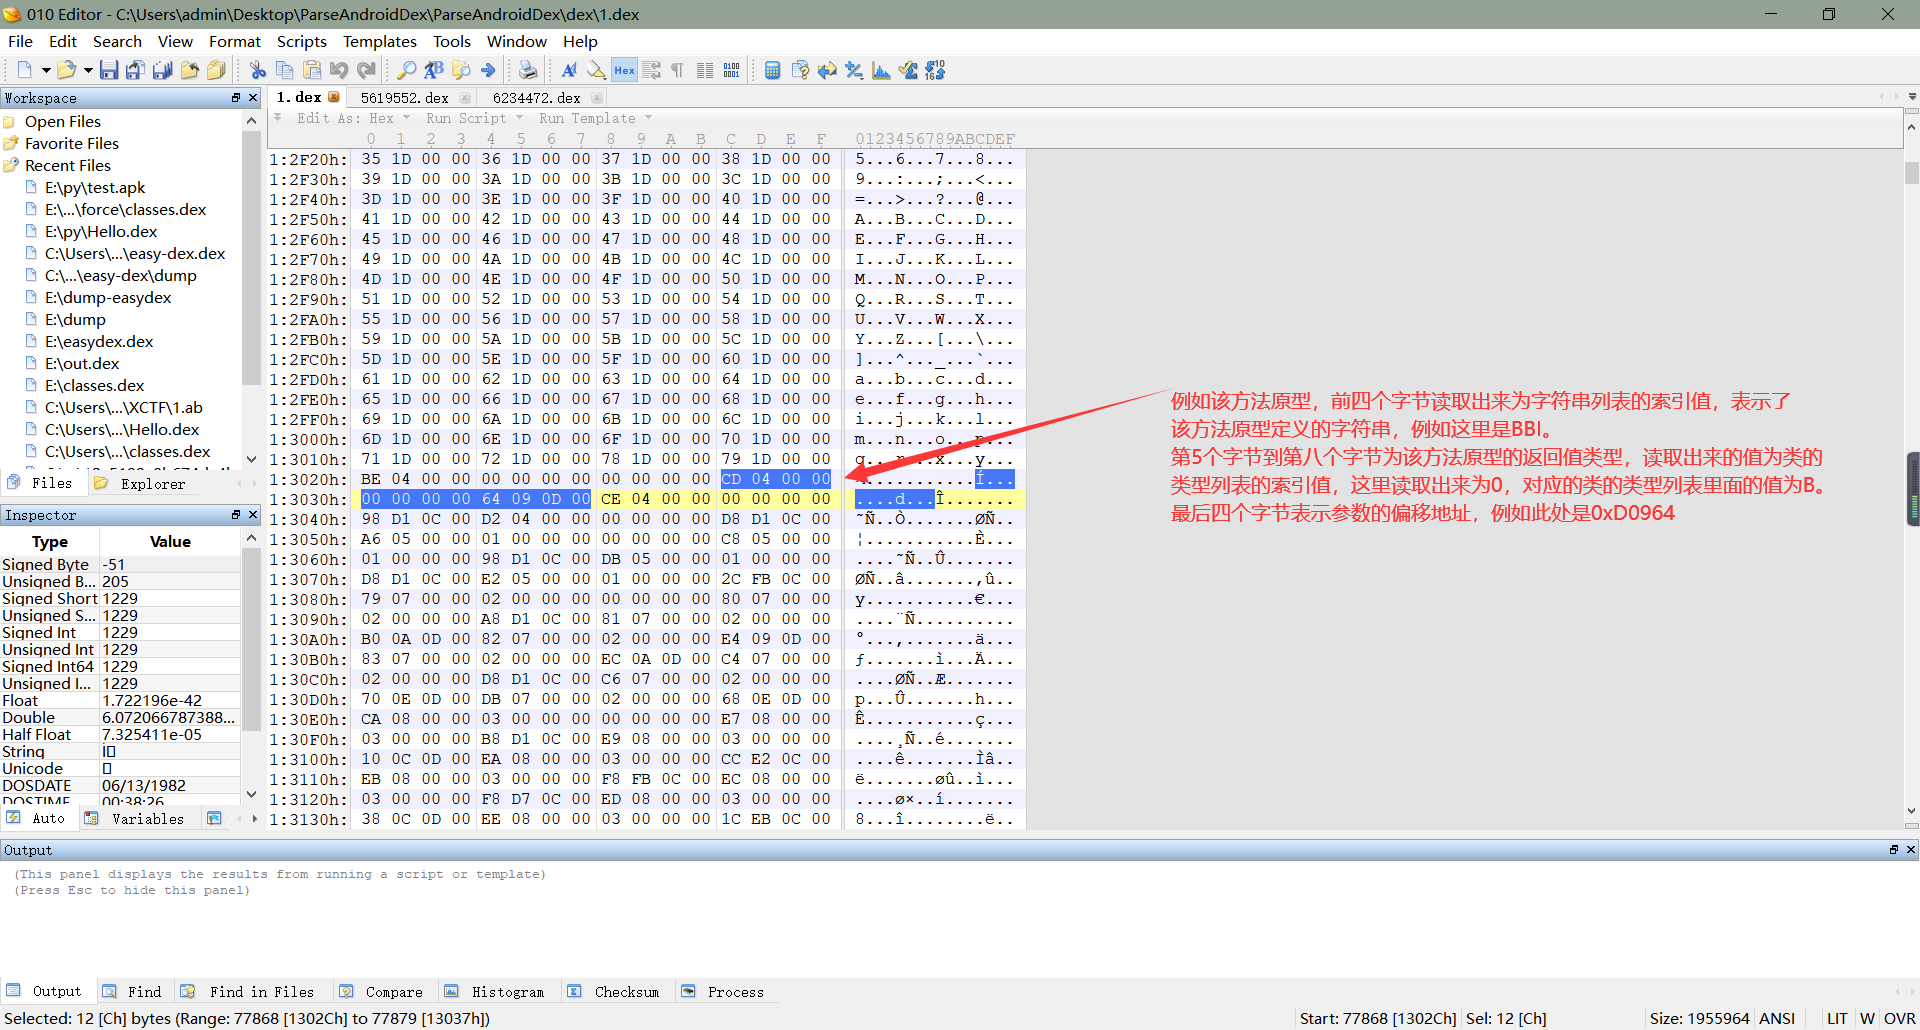 010 Editor - C:\Users\admin\Desktop\ParseAndroidDex\ParseAndroidDex\dex\1.dex
File Edit Search View Format Scripts Templates Tools Window Help
Workspace
Open Files
Favorite Files
Recent Files
E:\py\test.apk
E:\...\force\classes.dex
E:\py\Hello.dex
C:\Users\...\easy-dex.dex
C:\...\easy-dex\dump
E:\dump-easydex
E:\dump
E:\easydex.dex
E:\out.dex
E:\classes.dex
C:\Users\...\XCTF\1.ab
C:\Users\...\Hello.dex
C:\Users\...\classes.dex
Files Explorer
Inspector
Type Value
Signed Byte -51
Unsigned B... 205
Signed Short 1229
Unsigned S... 1229
Signed Int 1229
Unsigned Int 1229
Signed Int64 1229
Unsigned I... 1229
Float 1.722196e-42
Double 6.072066787388...
Half Float 7.325411e-05
String
Unicode
DOSDATE 06/13/1982
DOSTIME 00:38:26
Auto Variables
1.dex 5619552.dex 6234472.dex
Edit As: Hex Run Script Run Template
0 1 2 3 4 5 6 7 8 9 A B C D E F 0123456789ABCDEF
1:2F20h: 35 1D 00 00 36 1D 00 00 37 1D 00 00 38 1D 00 00 5...6...7...8...
1:2F30h: 39 1D 00 00 3A 1D 00 00 3B 1D 00 00 3C 1D 00 00 9...:...;...<...
1:2F40h: 3D 1D 00 00 3E 1D 00 00 3F 1D 00 00 40 1D 00 00 =...>...?...@...
1:2F50h: 41 1D 00 00 42 1D 00 00 43 1D 00 00 44 1D 00 00 A...B...C...D...
1:2F60h: 45 1D 00 00 46 1D 00 00 47 1D 00 00 48 1D 00 00 E...F...G...H...
1:2F70h: 49 1D 00 00 4A 1D 00 00 4B 1D 00 00 4C 1D 00 00 I...J...K...L...
1:2F80h: 4D 1D 00 00 4E 1D 00 00 4F 1D 00 00 50 1D 00 00 M...N...O...P...
1:2F90h: 51 1D 00 00 52 1D 00 00 53 1D 00 00 54 1D 00 00 Q...R...S...T...
1:2FA0h: 55 1D 00 00 56 1D 00 00 57 1D 00 00 58 1D 00 00 U...V...W...X...
1:2FB0h: 59 1D 00 00 5A 1D 00 00 5B 1D 00 00 5C 1D 00 00 Y...Z...[...\...
1:2FC0h: 5D 1D 00 00 5E 1D 00 00 5F 1D 00 00 60 1D 00 00 ]...^..._...`...
1:2FD0h: 61 1D 00 00 62 1D 00 00 63 1D 00 00 64 1D 00 00 a...b...c...d...
1:2FE0h: 65 1D 00 00 66 1D 00 00 67 1D 00 00 68 1D 00 00 e...f...g...h...
1:2FF0h: 69 1D 00 00 6A 1D 00 00 6B 1D 00 00 6C 1D 00 00 i...j...k...l...
1:3000h: 6D 1D 00 00 6E 1D 00 00 6F 1D 00 00 70 1D 00 00 m...n...o...p...
1:3010h: 71 1D 00 00 72 1D 00 00 78 1D 00 00 79 1D 00 00 q...r...x...y...
1:3020h: BE 04 00 00 00 00 00 00 00 00 00 00 CD 04 00 00
1:3030h: 00 00 00 00 64 09 0D 00 CE 04 00 00 00 00 00 00 ....d...Î.......
1:3040h: 98 D1 0C 00 D2 04 00 00 00 00 00 00 D8 D1 0C 00 ˜Ñ..Ò.......ØÑ..
1:3050h: A6 05 00 00 01 00 00 00 00 00 00 00 C8 05 00 00 ¦...........È...
1:3060h: 01 00 00 00 98 D1 0C 00 DB 05 00 00 01 00 00 00 ....˜Ñ..Û.......
1:3070h: D8 D1 0C 00 E2 05 00 00 01 00 00 00 2C FB 0C 00 ØÑ..â.......,û..
1:3080h: 79 07 00 00 02 00 00 00 00 00 00 00 80 07 00 00 y...........€...
1:3090h: 02 00 00 00 A8 D1 0C 00 81 07 00 00 02 00 00 00 ....¨Ñ..........
1:30A0h: B0 0A 0D 00 82 07 00 00 02 00 00 00 E4 09 0D 00 °...‚.......ä...
1:30B0h: 83 07 00 00 02 00 00 00 EC 0A 0D 00 C4 07 00 00 ƒ.......ì...Ä...
1:30C0h: 02 00 00 00 D8 D1 0C 00 C6 07 00 00 02 00 00 00 ....ØÑ..Æ.......
1:30D0h: 70 0E 0D 00 DB 07 00 00 02 00 00 00 68 0E 0D 00 p...Û.......h...
1:30E0h: CA 08 00 00 03 00 00 00 00 00 00 00 E7 08 00 00 Ê...........ç...
1:30F0h: 03 00 00 00 B8 D1 0C 00 E9 08 00 00 03 00 00 00 ....¸Ñ..é.......
1:3100h: 10 0C 0D 00 EA 08 00 00 03 00 00 00 CC E2 0C 00 ....ê.......Ìâ..
1:3110h: EB 08 00 00 03 00 00 00 F8 FB 0C 00 EC 08 00 00 ë.......øû..ì...
1:3120h: 03 00 00 00 F8 D7 0C 00 ED 08 00 00 03 00 00 00 ....ø×..í.......
1:3130h: 38 0C 0D 00 EE 08 00 00 03 00 00 00 1C EB 0C 00 8...î........ë..
例如该方法原型，前四个字节读取出来为字符串列表的索引值，表示了
该方法原型定义的字符串，例如这里是BBI。
第5个字节到第八个字节为该方法原型的返回值类型，读取出来的值为类的
类型列表的索引值，这里读取出来为0，对应的类的类型列表里面的值为B。
最后四个字节表示参数的偏移地址，例如此处是0xD0964
Output
(This panel displays the results from running a script or template)
(Press Esc to hide this panel)
Output Find Find in Files Compare Histogram Checksum Process
Selected: 12 [Ch] bytes (Range: 77868 [1302Ch] to 77879 [13037h]) Start: 77868 [1302Ch] Sel: 12 [Ch] Size: 1955964 ANSI LIT W OVR